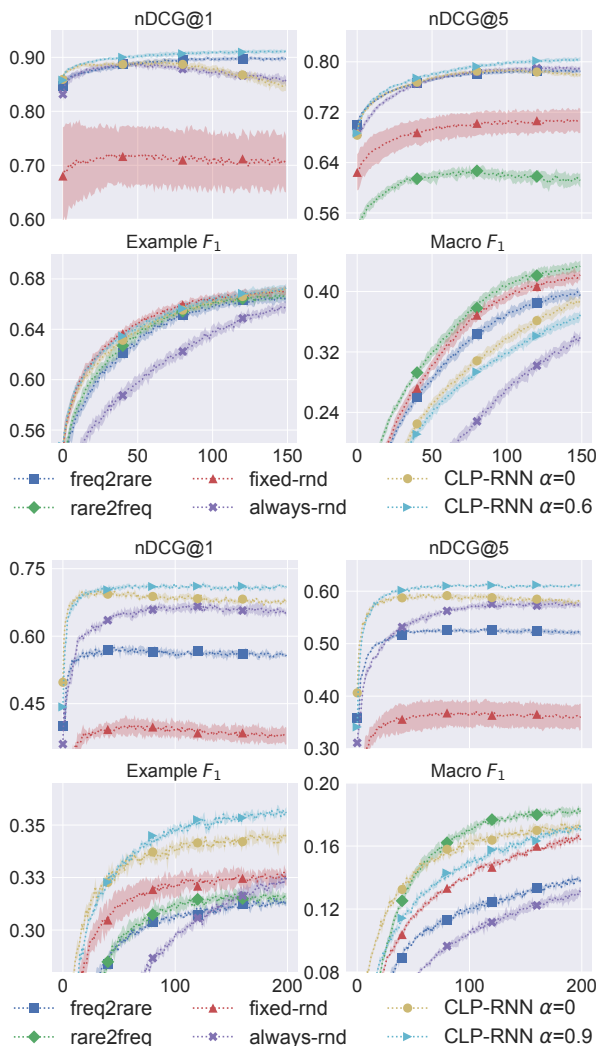 nDCG@1 nDCG@5
0.90
0.80
0.70
0.60
0.80
0.72
0.64
0.56
Example F₁ Macro F₁
0.68
0.64
0.60
0.56
0.40
0.32
0.24
0 50 100 150 0 50 100 150
freq2rare fixed-rnd CLP-RNN α=0
rare2freq always-rnd CLP-RNN α=0.6
nDCG@1 nDCG@5
0.75
0.60
0.45
0.60
0.50
0.40
0.30
Example F₁ Macro F₁
0.35
0.33
0.30
0.20
0.16
0.12
0.08
0 100 200 0 100 200
freq2rare fixed-rnd CLP-RNN α=0
rare2freq always-rnd CLP-RNN α=0.9